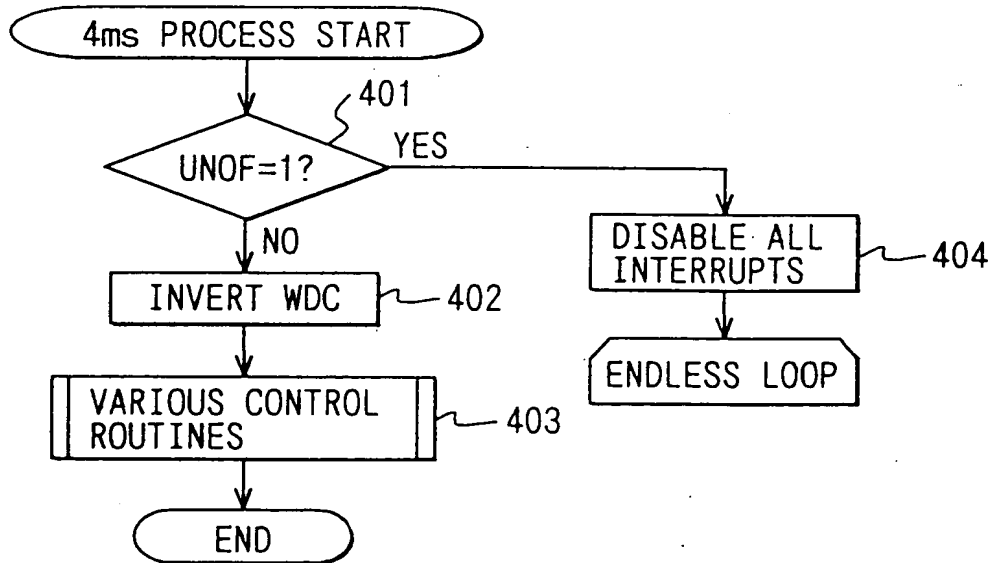 4ms PROCESS START
401
UNOF=1?
YES
NO
DISABLE ALL
INTERRUPTS
404
INVERT WDC
402
ENDLESS LOOP
VARIOUS CONTROL
ROUTINES
403
END